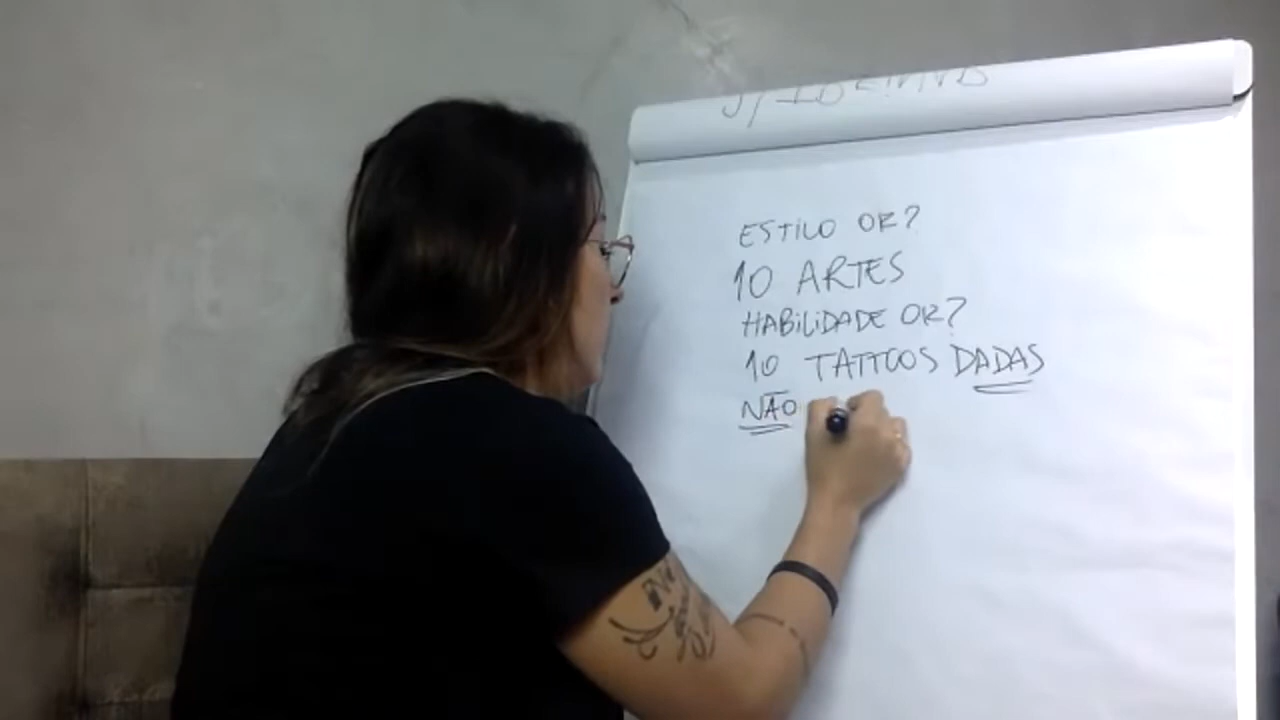 ESTILO OK?
10 ARTES
HABILIDADE OK?
10 TATTOOS DADAS
NÃO